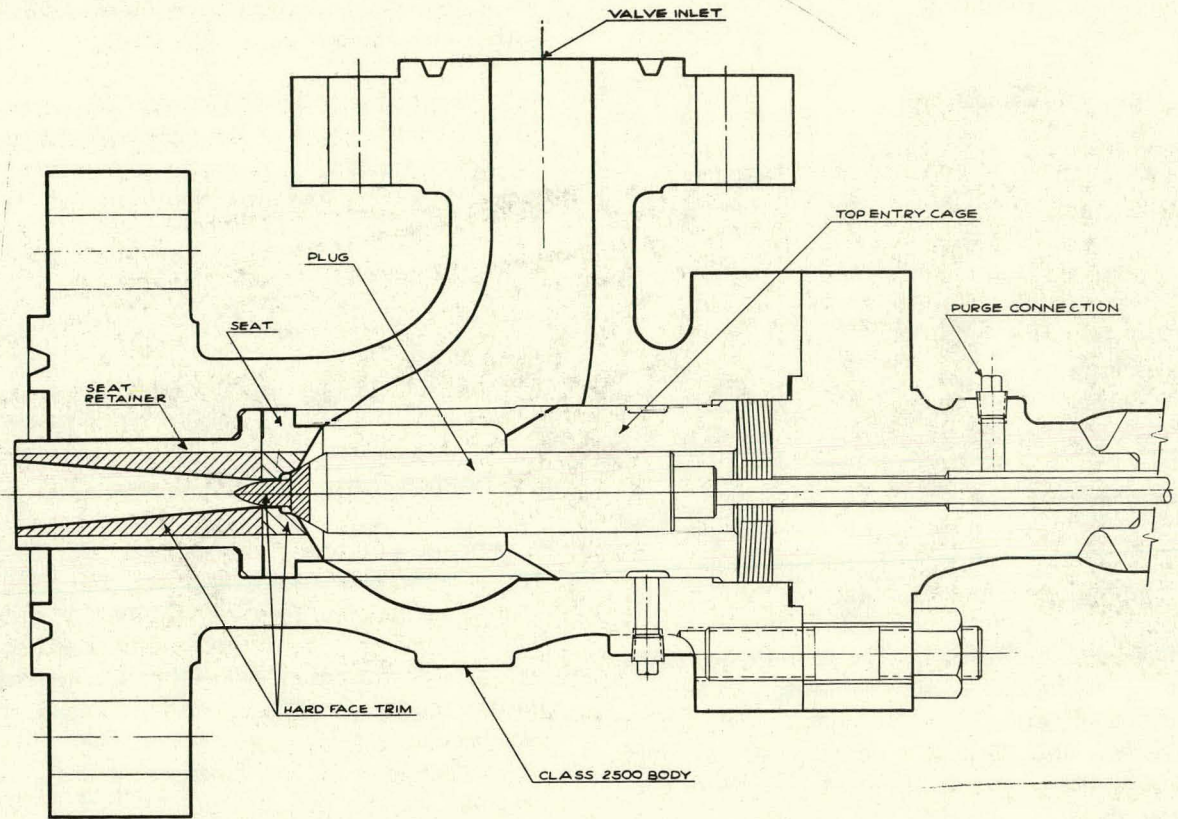 VALVE INLET
TOP ENTRY CAGE
PLUG
PURGE CONNECTION
SEAT
SEAT
RETAINER
HARD FACE TRIM
CLASS 2500 BODY